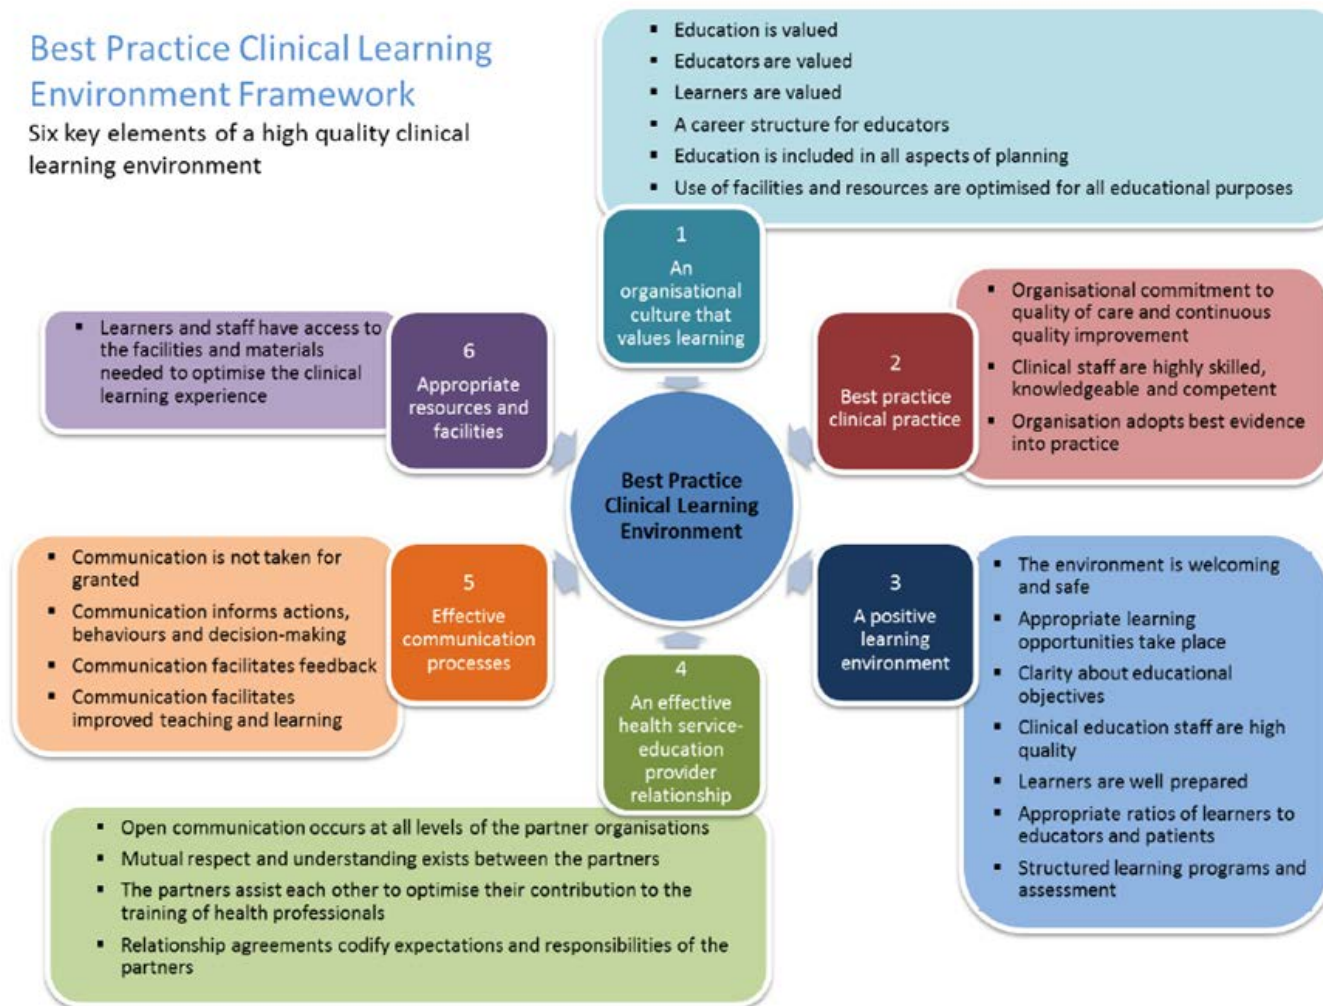 Best Practice Clinical Learning
Environment Framework
Six key elements of a high quality clinical
learning environment
▪ Education is valued
▪ Educators are valued
▪ Learners are valued
▪ A career structure for educators
▪ Education is included in all aspects of planning
▪ Use of facilities and resources are optimised for all educational purposes
1
An
organisational
culture that
values learning
▪ Organisational commitment to
quality of care and continuous
quality improvement
▪ Clinical staff are highly skilled,
knowledgeable and competent
▪ Organisation adopts best evidence
into practice
2
Best practice
clinical practice
▪ Learners and staff have access to
the facilities and materials
needed to optimise the clinical
learning experience
6
Appropriate
resources and
facilities
Best Practice
Clinical Learning
Environment
▪ Communication is not taken for
granted
▪ Communication informs actions,
behaviours and decision-making
▪ Communication facilitates feedback
▪ Communication facilitates
improved teaching and learning
5
Effective
communication
processes
3
A positive
learning
environment
▪ The environment is welcoming
and safe
▪ Appropriate learning
opportunities take place
▪ Clarity about educational
objectives
▪ Clinical education staff are high
quality
▪ Learners are well prepared
▪ Appropriate ratios of learners to
educators and patients
▪ Structured learning programs and
assessment
4
An effective
health service-
education
provider
relationship
▪ Open communication occurs at all levels of the partner organisations
▪ Mutual respect and understanding exists between the partners
▪ The partners assist each other to optimise their contribution to the
training of health professionals
▪ Relationship agreements codify expectations and responsibilities of the
partners